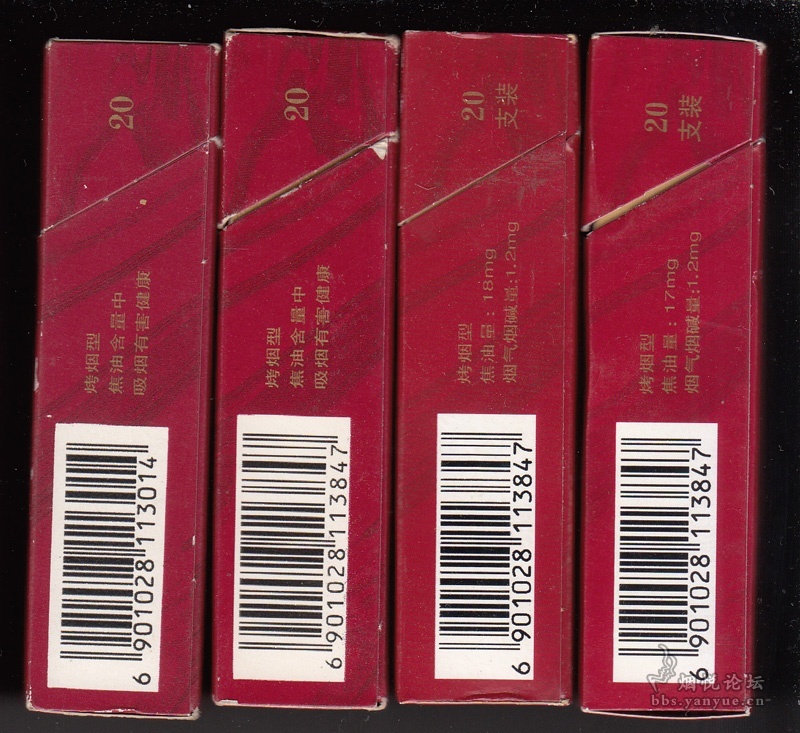 20
烤烟型
焦油含量中
吸烟有害健康
6 901028 113014
20
烤烟型
焦油含量中
吸烟有害健康
6 901028 113847
20
支装
烤烟型
焦油量：18mg
烟气烟碱量:1.2mg
6 901028 113847
20
支装
烤烟型
焦油量：17mg
烟气烟碱量:1.2mg
6 901028 113847
烟悦论坛
bbs.yanyue.cn